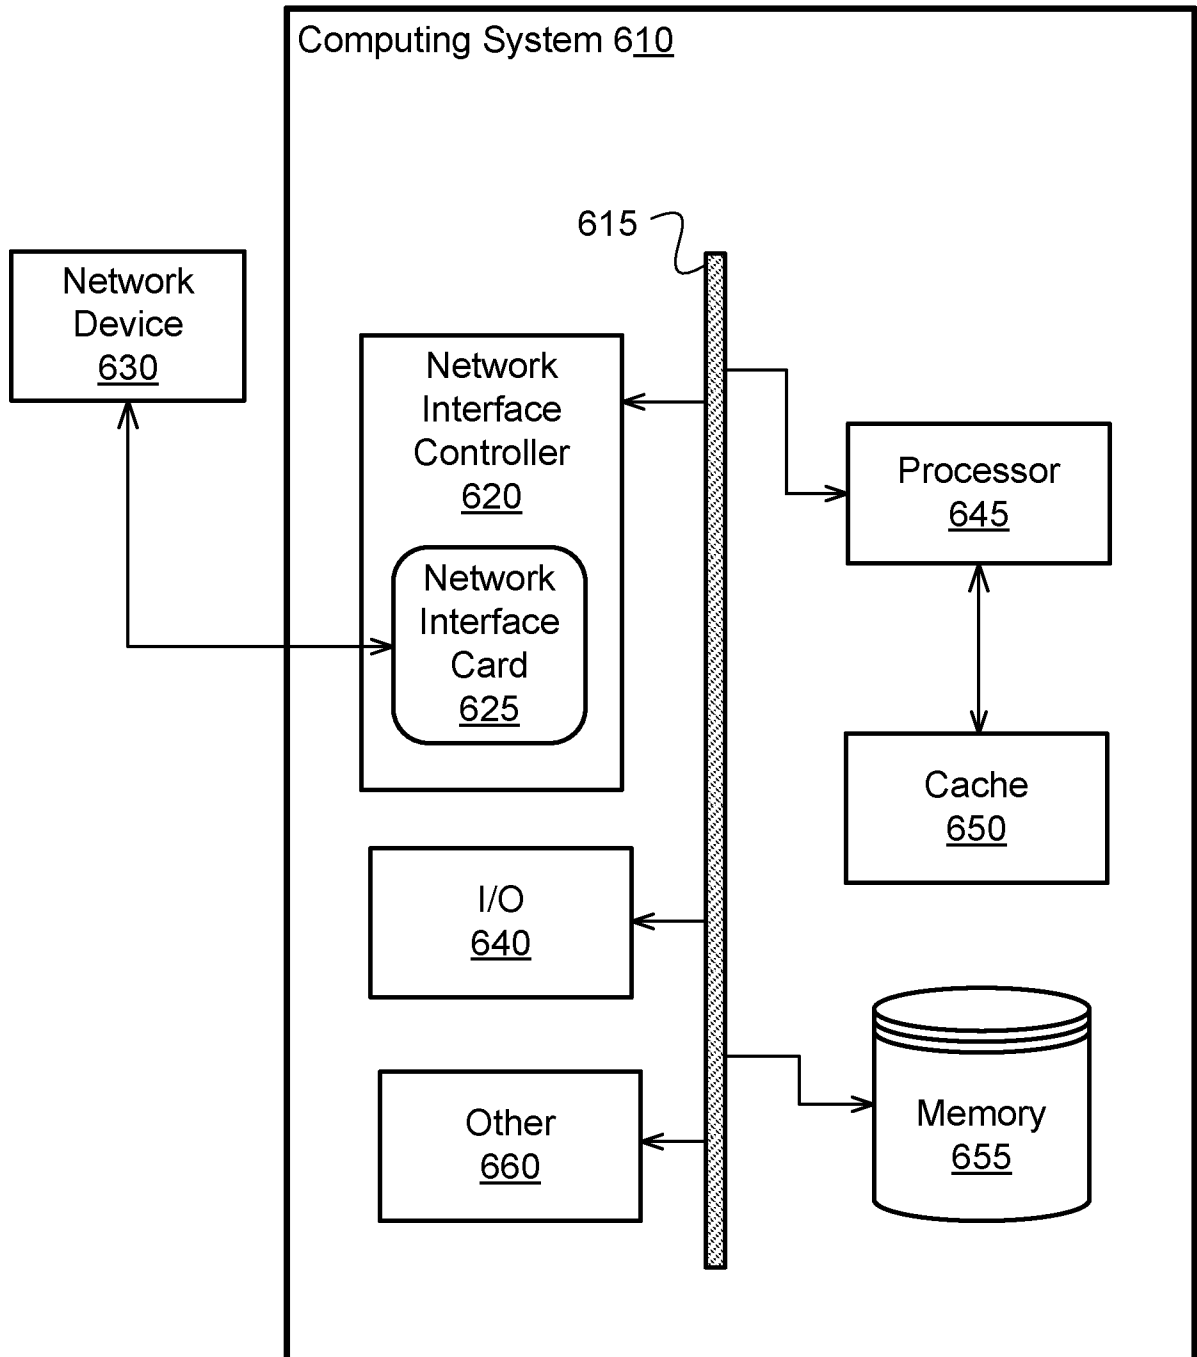 Computing System 610
615
Network
Device
630
Network
Interface
Controller
620
Network
Interface
Card
625
Processor
645
Cache
650
I/O
640
Memory
655
Other
660